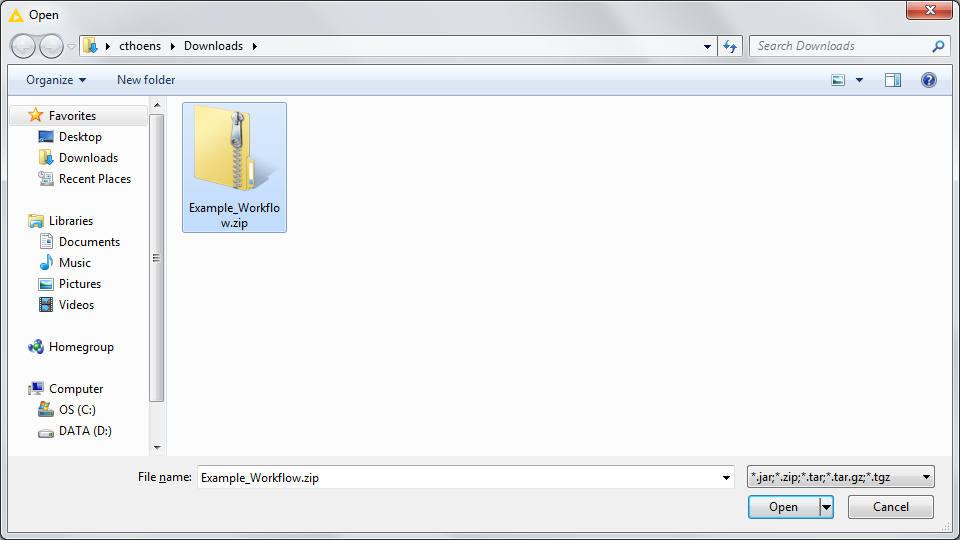 Open
cthoens Downloads
Search Downloads
Organize New folder
Favorites
Desktop
Downloads
Recent Places
Libraries
Documents
Music
Pictures
Videos
Homegroup
Computer
OS (C:)
DATA (D:)
Example_Workflo
w.zip
File name: Example_Workflow.zip *.jar;*.zip;*.tar;*.tar.gz;*.tgz
Open Cancel